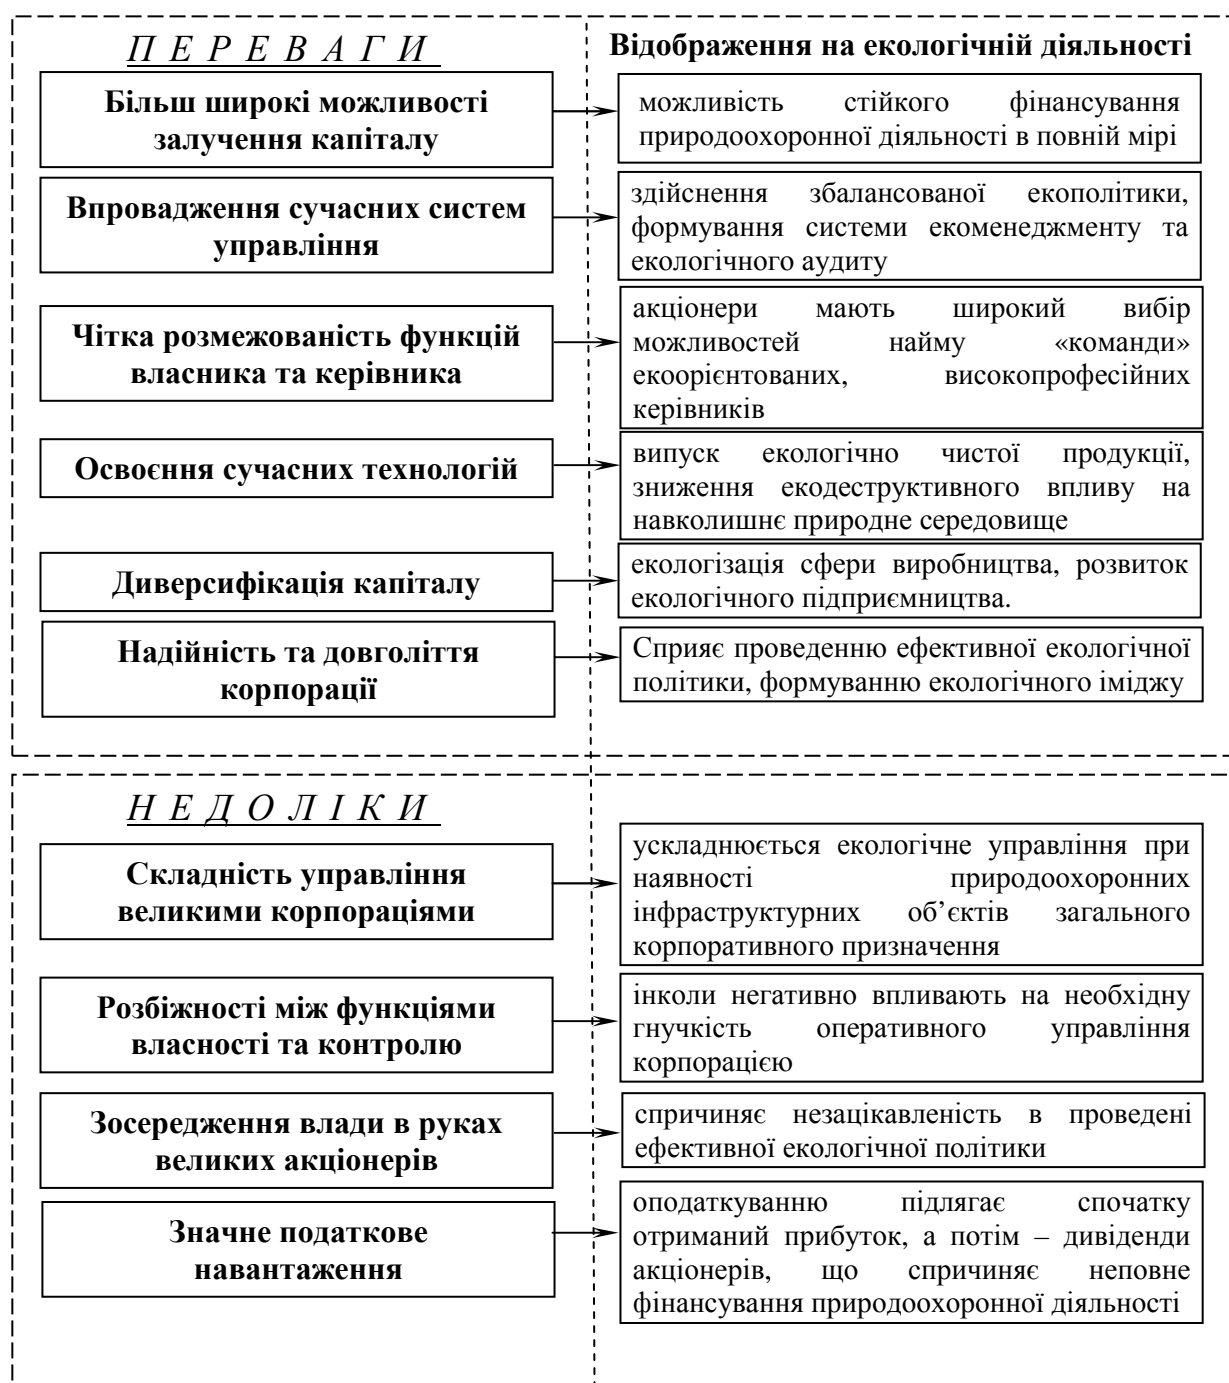 П Е Р Е В А Г И
Відображення на екологічній діяльності
Більш широкі можливості
залучення капіталу
можливість стійкого фінансування
природоохоронної діяльності в повній мірі
Впровадження сучасних систем
управління
здійснення збалансованої екополітики,
формування системи екоменеджменту та
екологічного аудиту
Чітка розмежованість функцій
власника та керівника
акціонери мають широкий вибір
можливостей найму «команди»
екоорієнтованих, високопрофесійних
керівників
Освоєння сучасних технологій
випуск екологічно чистої продукції,
зниження екодеструктивного впливу на
навколишнє природне середовище
Диверсифікація капіталу
екологізація сфери виробництва, розвиток
екологічного підприємництва.
Надійність та довголіття
корпорації
Сприяє проведенню ефективної екологічної
політики, формуванню екологічного іміджу
Н Е Д О Л І К И
Складність управління
великими корпораціями
ускладнюється екологічне управління при
наявності природоохоронних
інфраструктурних об’єктів загального
корпоративного призначення
Розбіжності між функціями
власності та контролю
інколи негативно впливають на необхідну
гнучкість оперативного управління
корпорацією
Зосередження влади в руках
великих акціонерів
спричиняє незацікавленість в проведені
ефективної екологічної політики
Значне податкове
навантаження
оподаткуванню підлягає спочатку
отриманий прибуток, а потім – дивіденди
акціонерів, що спричиняє неповне
фінансування природоохоронної діяльності